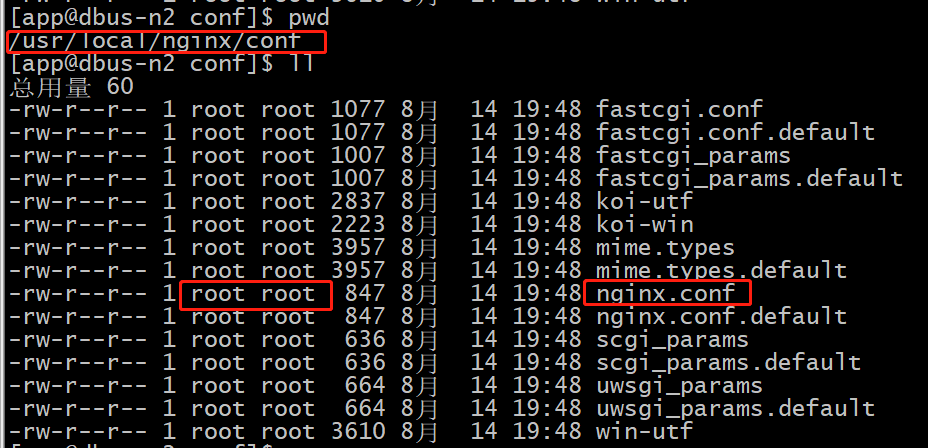 [app@dbus-n2 conf]$ pwd
/usr/local/nginx/conf
[app@dbus-n2 conf]$ ll
总用量 60
-rw-r--r-- 1 root root 1077 8月  14 19:48 fastcgi.conf
-rw-r--r-- 1 root root 1077 8月  14 19:48 fastcgi.conf.default
-rw-r--r-- 1 root root 1007 8月  14 19:48 fastcgi_params
-rw-r--r-- 1 root root 1007 8月  14 19:48 fastcgi_params.default
-rw-r--r-- 1 root root 2837 8月  14 19:48 koi-utf
-rw-r--r-- 1 root root 2223 8月  14 19:48 koi-win
-rw-r--r-- 1 root root 3957 8月  14 19:48 mime.types
-rw-r--r-- 1 root root 3957 8月  14 19:48 mime.types.default
-rw-r--r-- 1 root root  847 8月  14 19:48 nginx.conf
-rw-r--r-- 1 root root  847 8月  14 19:48 nginx.conf.default
-rw-r--r-- 1 root root  636 8月  14 19:48 scgi_params
-rw-r--r-- 1 root root  636 8月  14 19:48 scgi_params.default
-rw-r--r-- 1 root root  664 8月  14 19:48 uwsgi_params
-rw-r--r-- 1 root root  664 8月  14 19:48 uwsgi_params.default
-rw-r--r-- 1 root root 3610 8月  14 19:48 win-utf